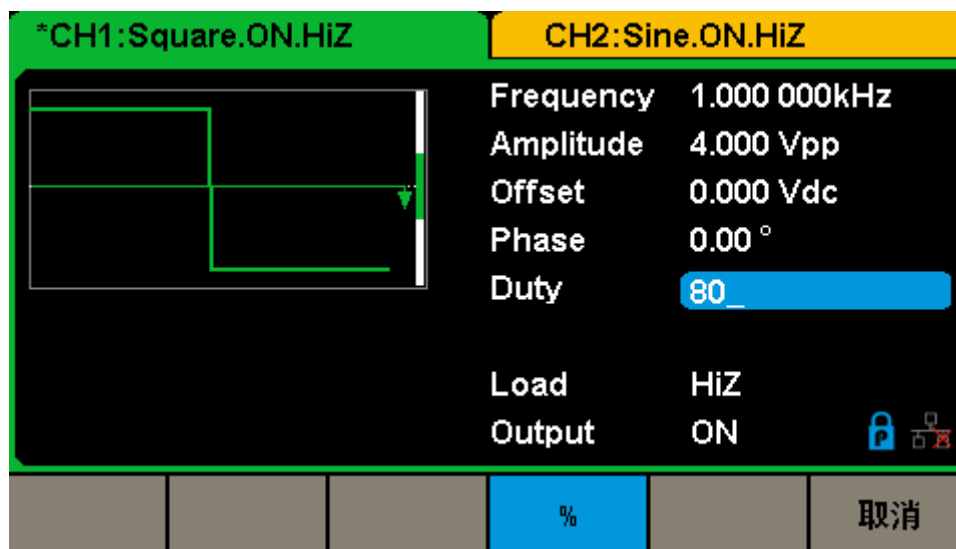 *CH1:Square.ON.HiZ CH2:Sine.ON.HiZ
Frequency 1.000 000kHz
Amplitude 4.000 Vpp
Offset 0.000 Vdc
Phase 0.00 °
Duty 80_
Load HiZ
Output ON
% 取消